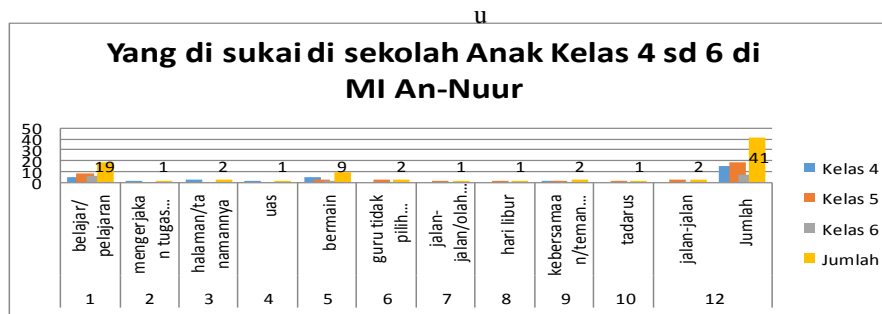 u
Yang di sukai di sekolah Anak Kelas 4 sd 6 di
MI An-Nuur
50
40
30
20
10
0
19
1
2
1
9
2
1
1
2
1
2
41
belajar/
pelajaran
mengerjaka
n tugas...
halaman/ta
namannya
uas
bermain
guru tidak
pilih...
jalan-
jalan/olah...
hari libur
kebersamaa
n/teman...
tadarus
jalan-jalan
Jumlah
1
2
3
4
5
6
7
8
9
10
12
Kelas 4
Kelas 5
Kelas 6
Jumlah